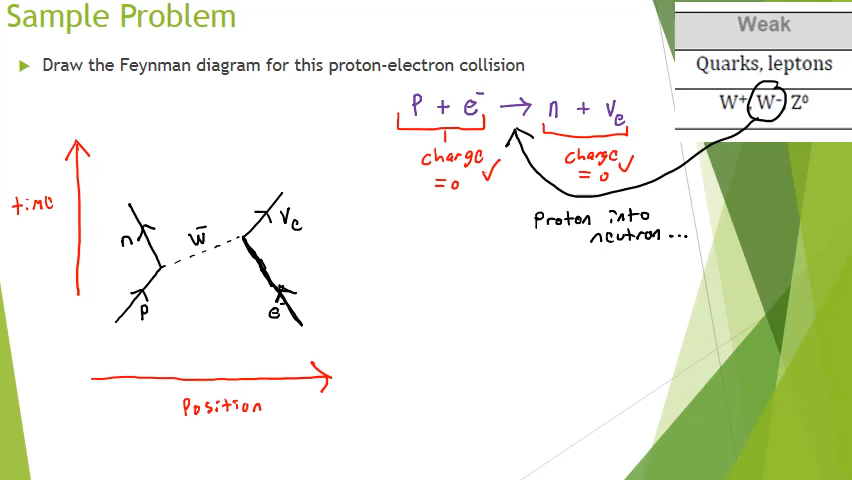 Sample Problem
Draw the Feynman diagram for this proton-electron collision
Weak
Quarks, leptons
W⁺, W⁻, Z⁰
p + e⁻ → n + νe
charge = 0 ✓
charge = 0 ✓
Proton into
neutron ...
time
n
W̄
νe
p
e⁻
Position